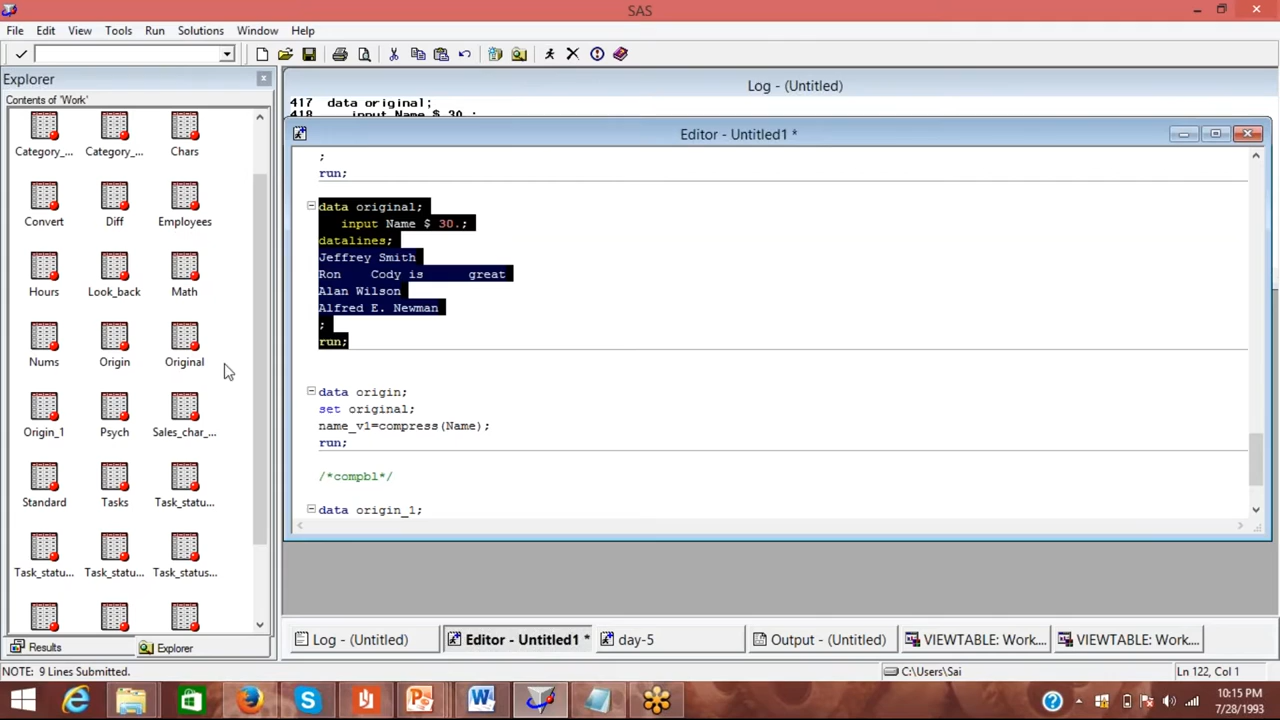 SAS
File Edit View Tools Run Solutions Window Help
Explorer
Contents of 'Work'
Category_... Category_... Chars
Convert Diff Employees
Hours Look_back Math
Nums Origin Original
Origin_1 Psych Sales_char_...
Standard Tasks Task_statu...
Task_statu... Task_statu... Task_status...
Results Explorer
Log - (Untitled)
417 data original;
418 input Name $ 30.;
Editor - Untitled1 *
;
run;
data original;
input Name $ 30.;
datalines;
Jeffrey Smith
Ron    Cody is      great
Alan Wilson
Alfred E. Newman
;
run;
data origin;
set original;
name_v1=compress(Name);
run;
/*compbl*/
data origin_1;
Log - (Untitled) Editor - Untitled1 * day-5 Output - (Untitled) VIEWTABLE: Work.... VIEWTABLE: Work....
NOTE: 9 Lines Submitted. C:\Users\Sai Ln 122, Col 1
10:15 PM
7/28/1993